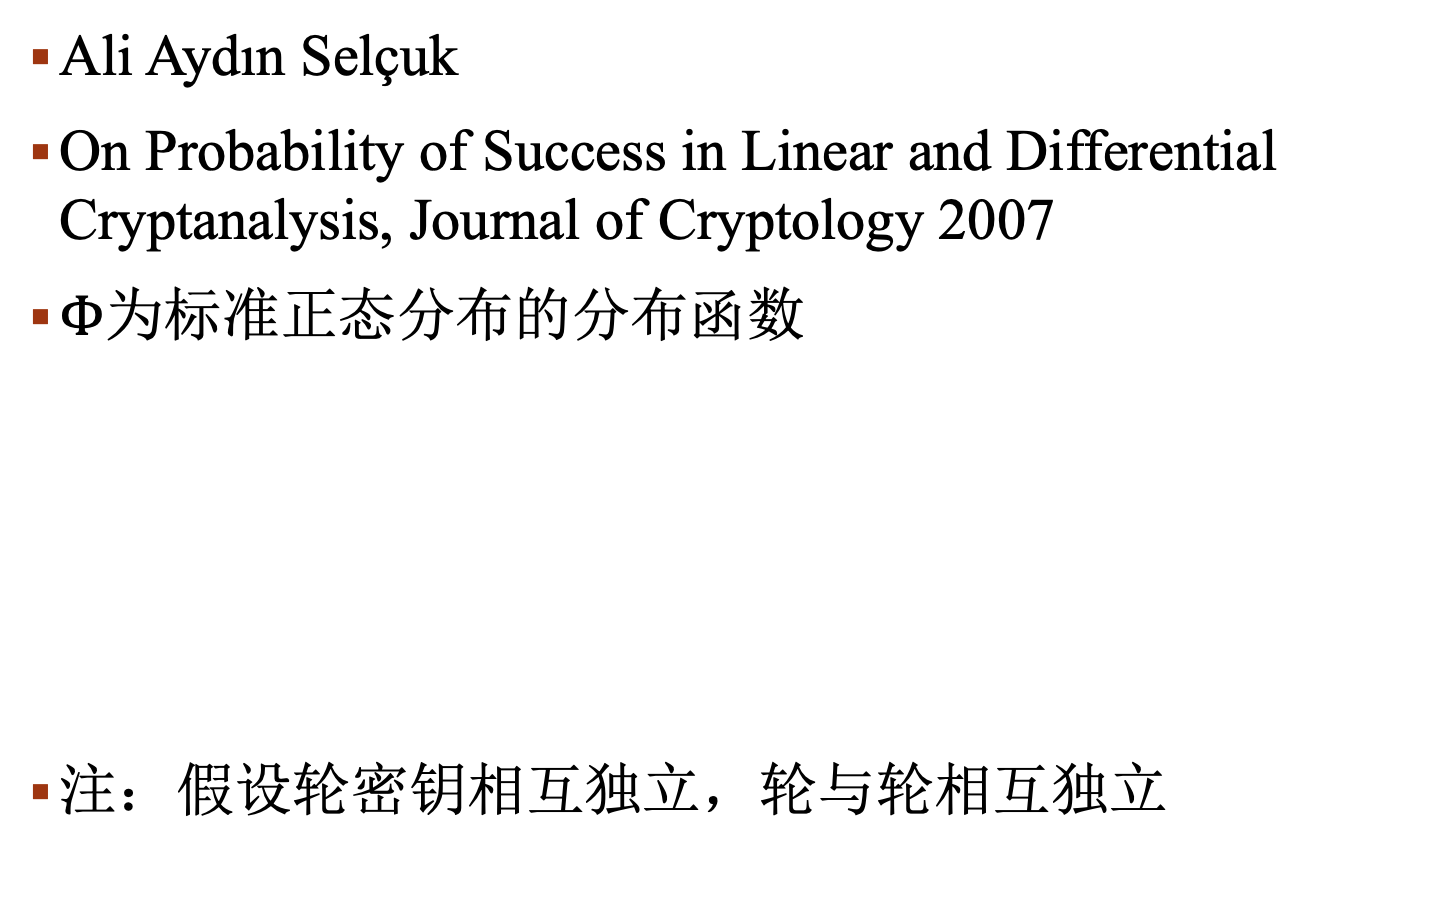 ▪Ali Aydın Selçuk
▪On Probability of Success in Linear and Differential
Cryptanalysis, Journal of Cryptology 2007
▪Φ为标准正态分布的分布函数
▪注：假设轮密钥相互独立，轮与轮相互独立